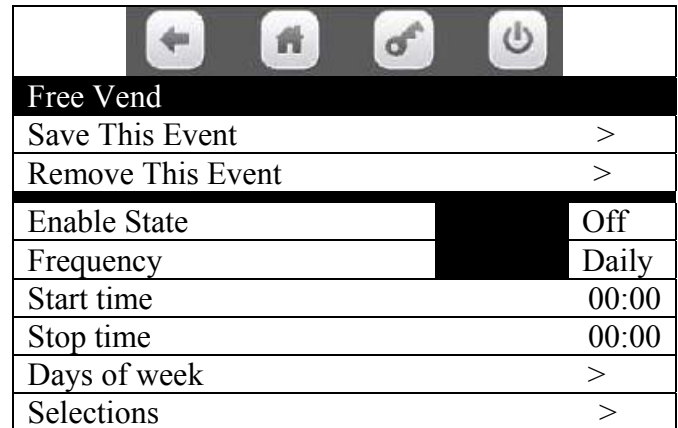 Free Vend
Save This Event >
Remove This Event >
Enable State Off
Frequency Daily
Start time 00:00
Stop time 00:00
Days of week >
Selections >